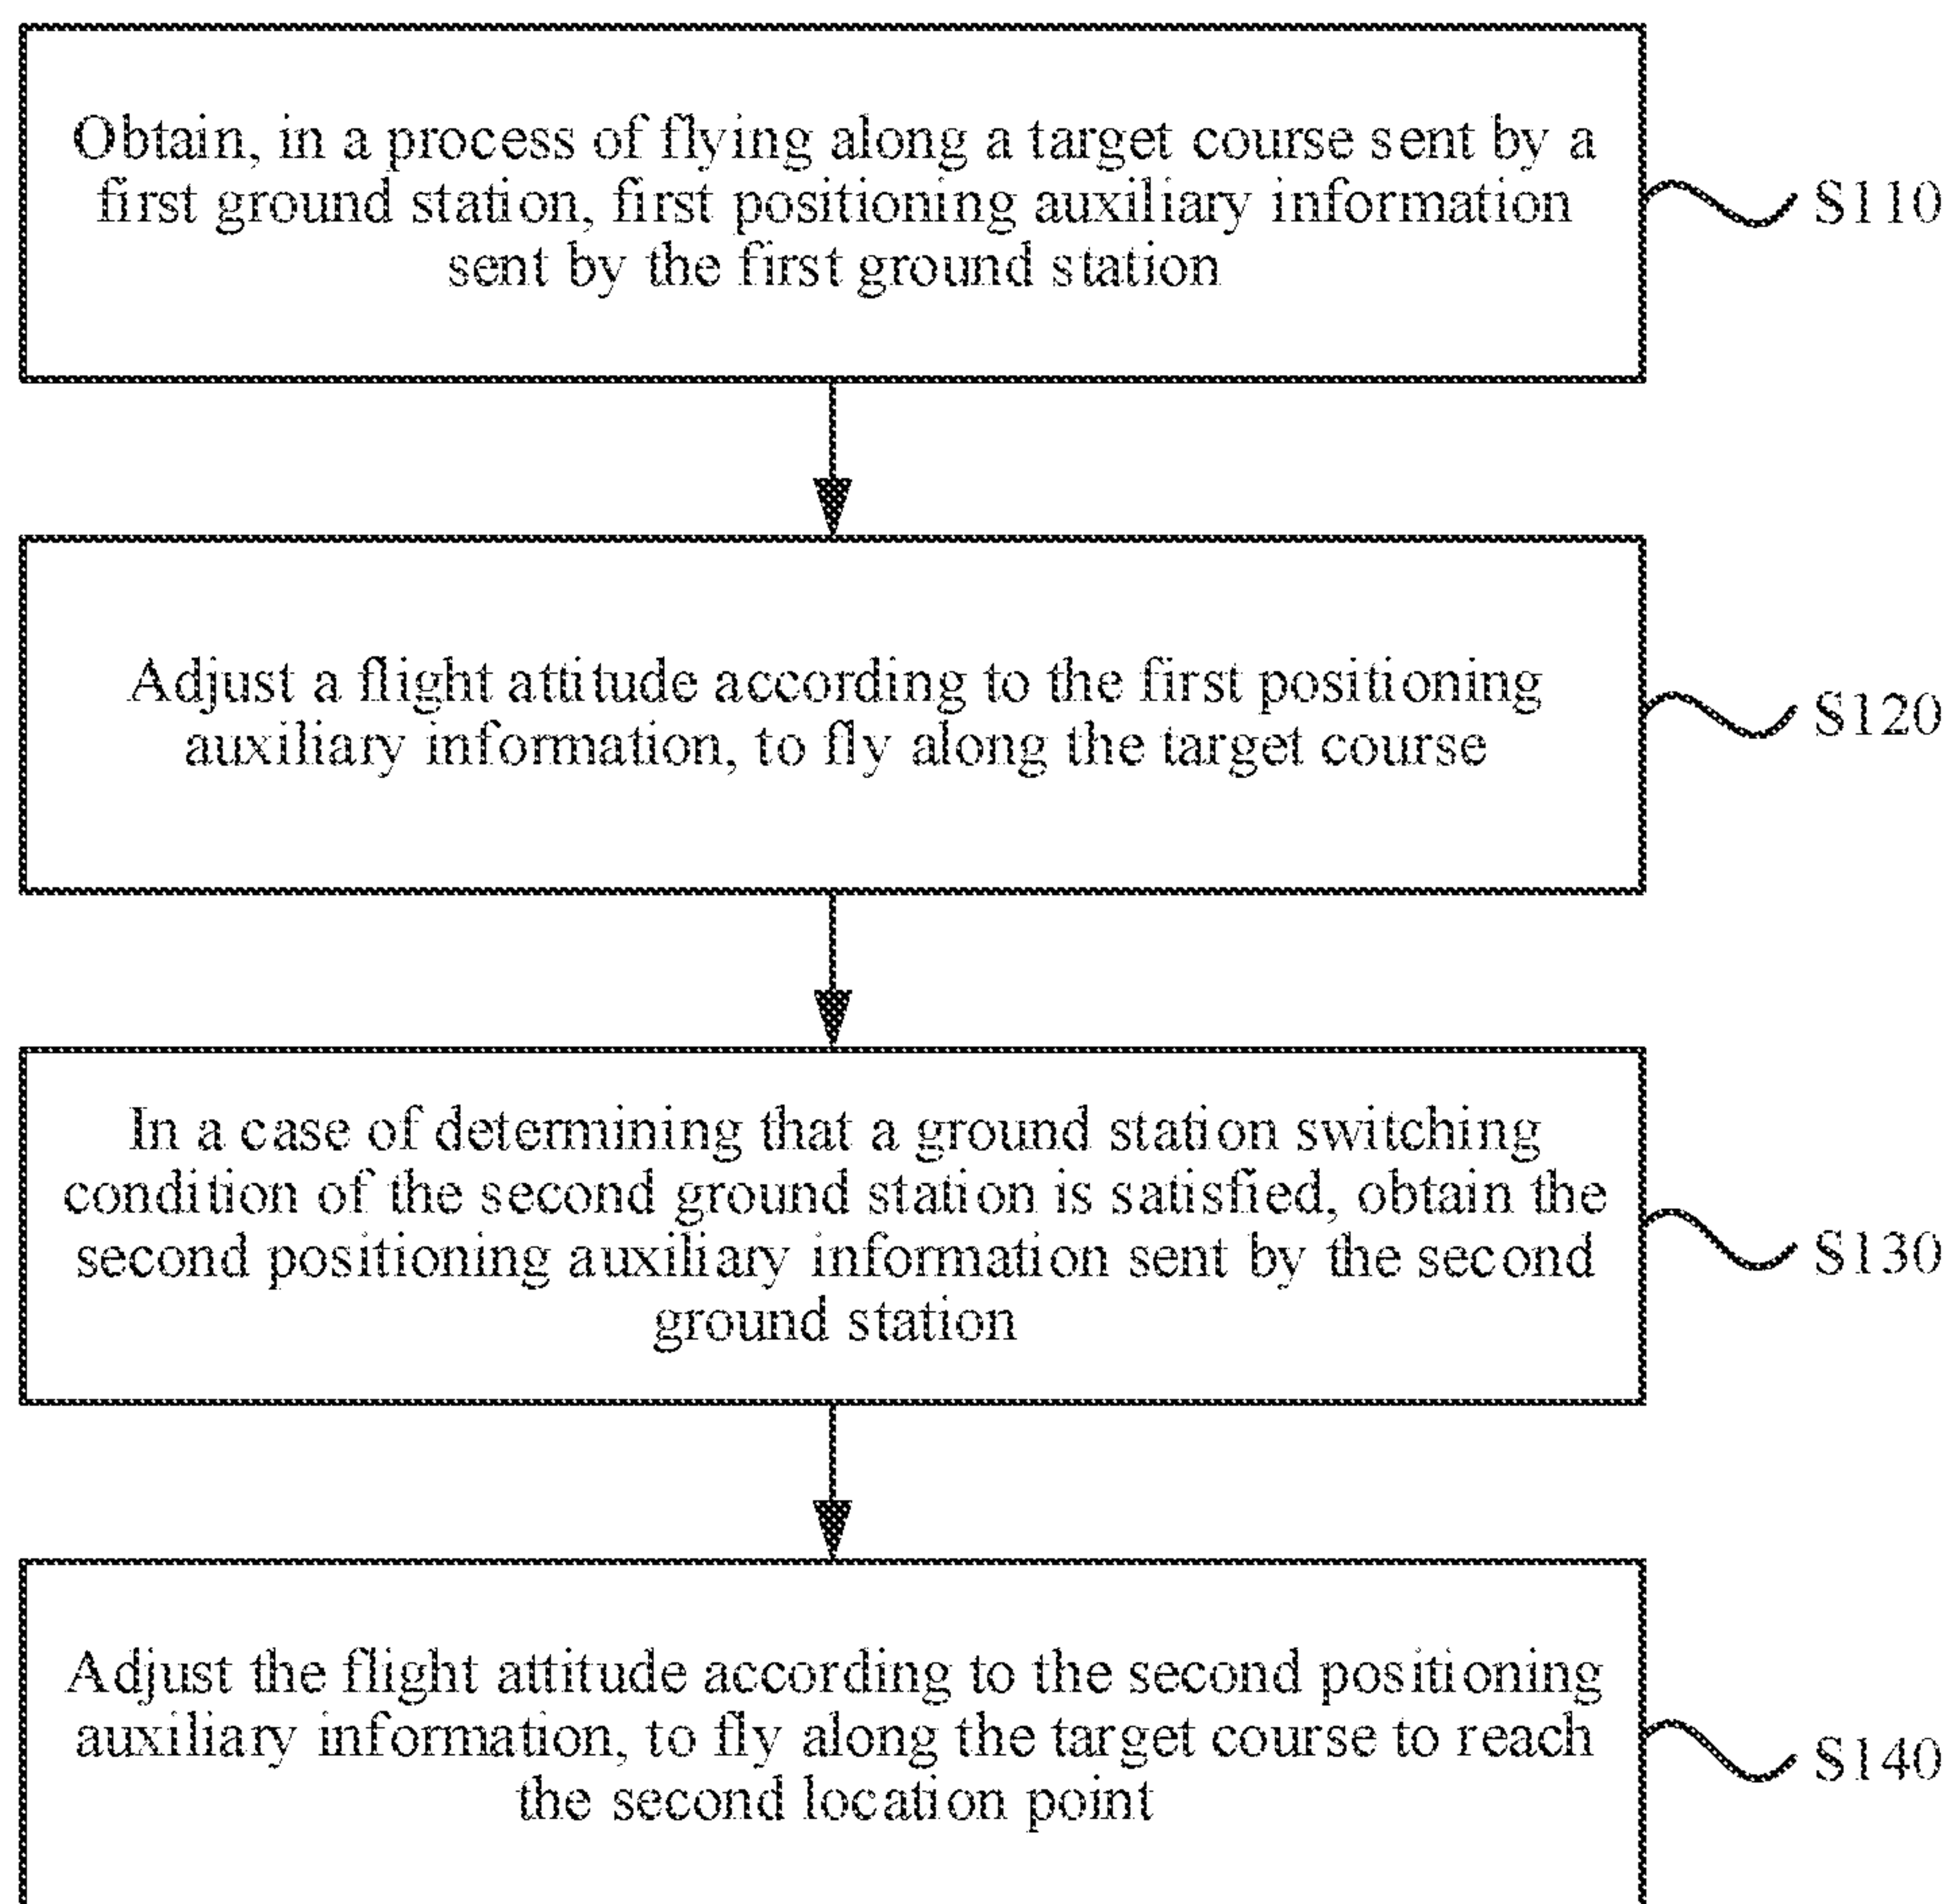 Obtain, in a process of flying along a target course sent by a
first ground station, first positioning auxiliary information
sent by the first ground station
S110
Adjust a flight attitude according to the first positioning
auxiliary information, to fly along the target course
S120
In a case of determining that a ground station switching
condition of the second ground station is satisfied, obtain the
second positioning auxiliary information sent by the second
ground station
S130
Adjust the flight attitude according to the second positioning
auxiliary information, to fly along the target course to reach
the second location point
S140